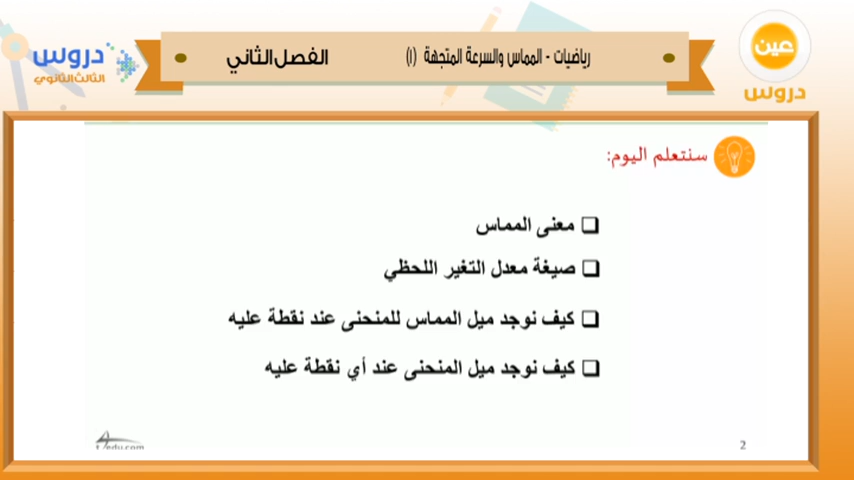 دروس
الثالث الثانوي
الفصل الثاني
رياضيات - المماس والسرعة المتجهة (١)
عين
دروس
سنتعلم اليوم:
❑ معنى المماس
❑ صيغة معدل التغير اللحظي
❑ كيف نوجد ميل المماس للمنحنى عند نقطة عليه
❑ كيف نوجد ميل المنحنى عند أي نقطة عليه
2